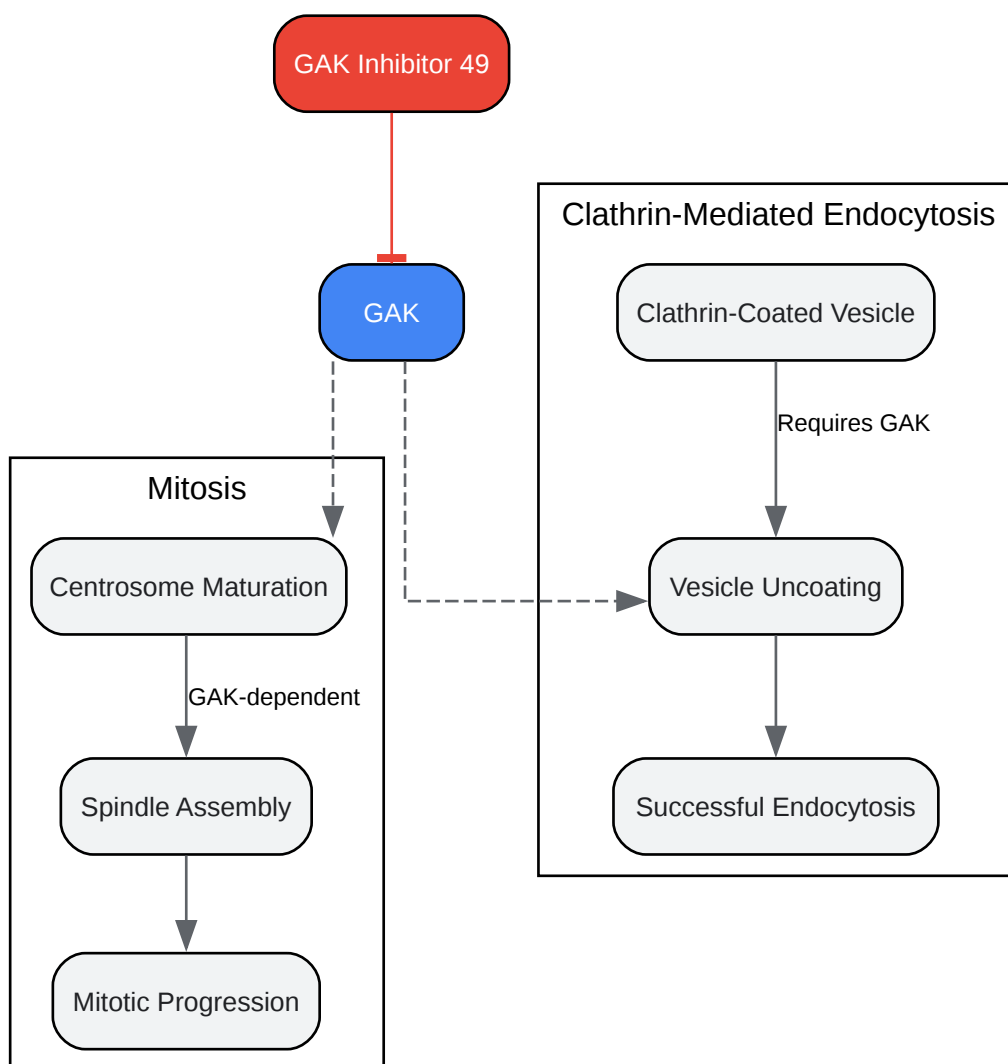 GAK Inhibitor 49
GAK
Clathrin-Mediated Endocytosis
Clathrin-Coated Vesicle
Requires GAK
Vesicle Uncoating
Successful Endocytosis
Mitosis
Centrosome Maturation
GAK-dependent
Spindle Assembly
Mitotic Progression